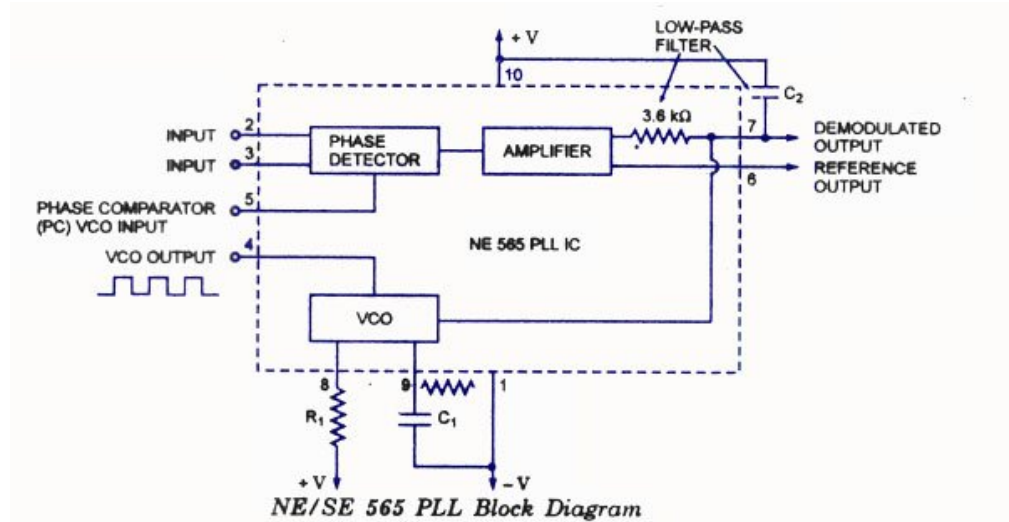 + V
LOW-PASS
FILTER
10
C2
3.6 kΩ
INPUT
2
PHASE
DETECTOR
AMPLIFIER
7
DEMODULATED
OUTPUT
INPUT
3
6
REFERENCE
OUTPUT
5
PHASE COMPARATOR
(PC) VCO INPUT
4
VCO OUTPUT
NE 565 PLL IC
VCO
8
9
1
R1
C1
+ V
– V
NE/SE 565 PLL Block Diagram